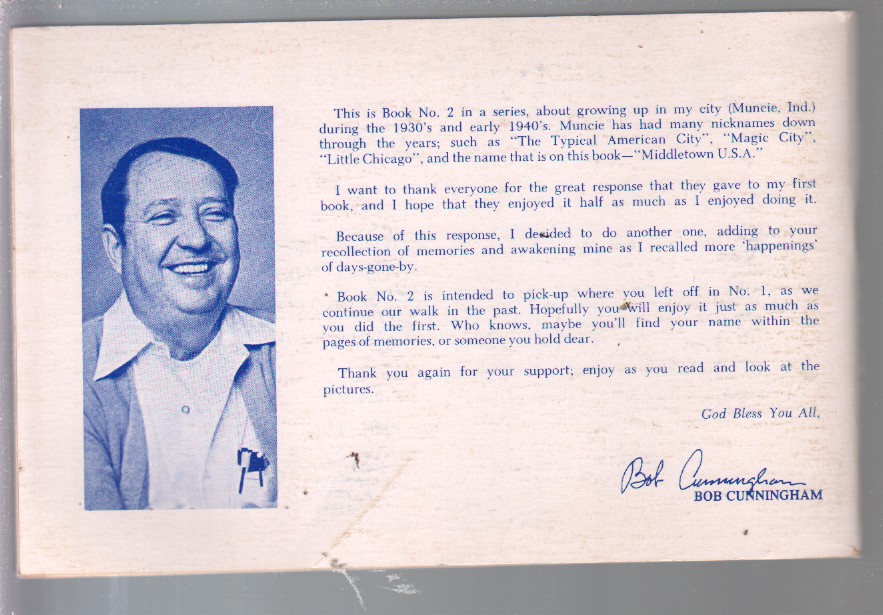 This is Book No. 2 in a series, about growing up in my city (Muncie, Ind.)
during the 1930's and early 1940's. Muncie has had many nicknames down
through the years; such as "The Typical American City", "Magic City",
"Little Chicago", and the name that is on this book—"Middletown U.S.A."
I want to thank everyone for the great response that they gave to my first
book, and I hope that they enjoyed it half as much as I enjoyed doing it.
Because of this response, I decided to do another one, adding to your
recollection of memories and awakening mine as I recalled more 'happenings'
of days-gone-by.
Book No. 2 is intended to pick-up where you left off in No. 1, as we
continue our walk in the past. Hopefully you will enjoy it just as much as
you did the first. Who knows, maybe you'll find your name within the
pages of memories, or someone you hold dear.
Thank you again for your support; enjoy as you read and look at the
pictures.
God Bless You All,
Bob Cunningham
BOB CUNNINGHAM